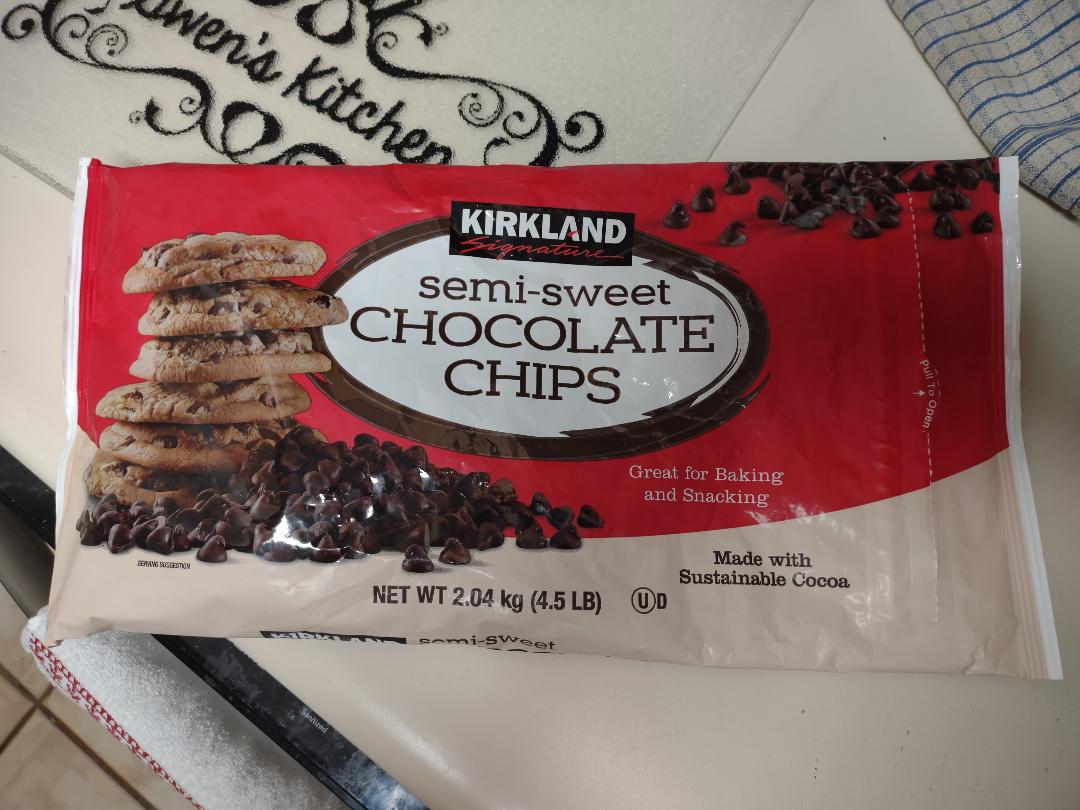 Kitchen
KIRKLAND
Signature
semi-sweet
CHOCOLATE
CHIPS
Pull To Open
Great for Baking
and Snacking
Made with
Sustainable Cocoa
SERVING SUGGESTION
NET WT 2.04 kg (4.5 LB) UD
KIRKLAND semi-sweet
Sanitized